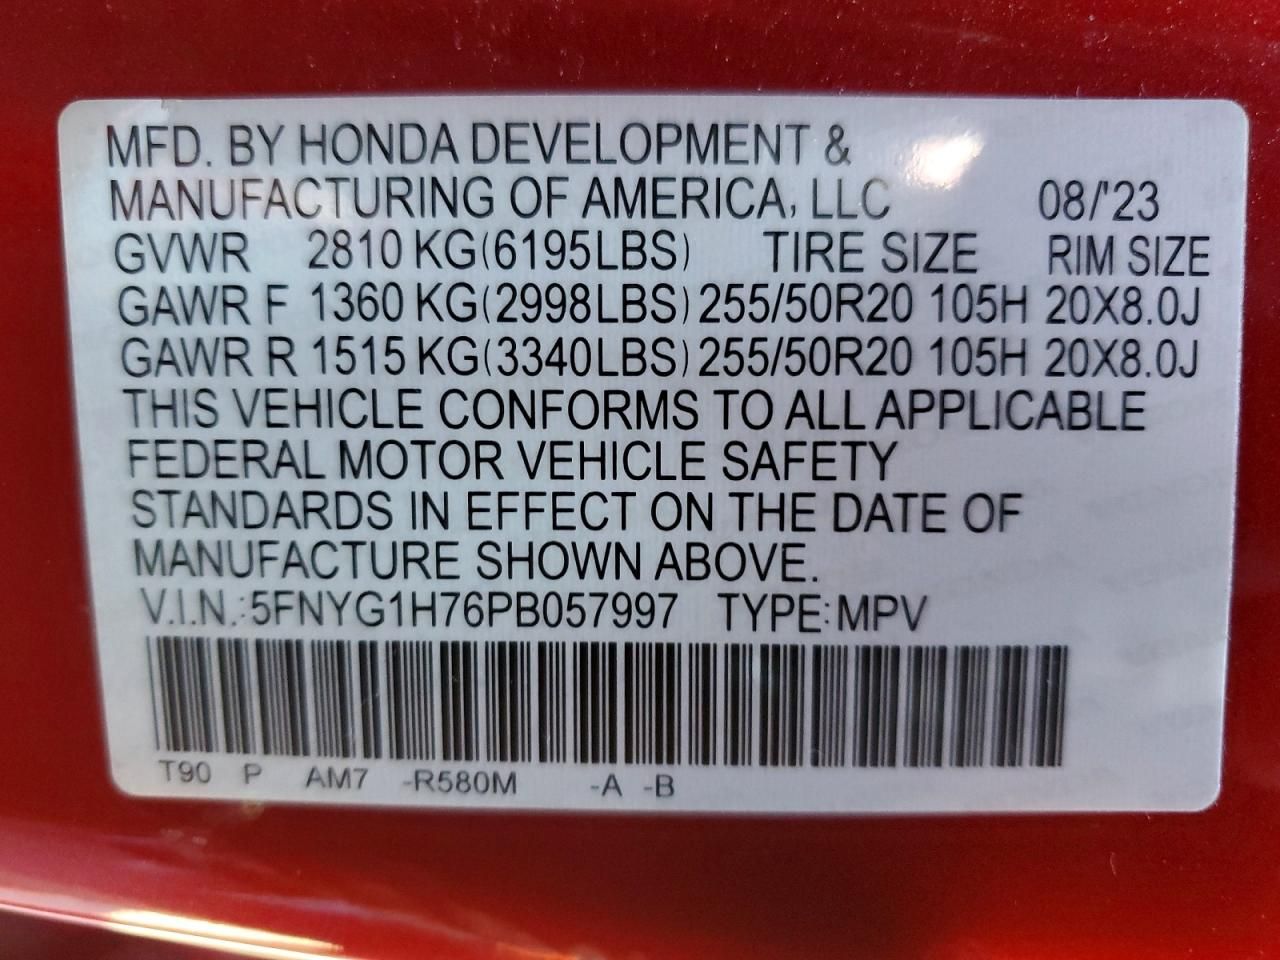 MFD. BY HONDA DEVELOPMENT &
MANUFACTURING OF AMERICA, LLC 08/'23
GVWR 2810 KG(6195LBS) TIRE SIZE RIM SIZE
GAWR F 1360 KG(2998LBS) 255/50R20 105H 20X8.0J
GAWR R 1515 KG(3340LBS) 255/50R20 105H 20X8.0J
THIS VEHICLE CONFORMS TO ALL APPLICABLE
FEDERAL MOTOR VEHICLE SAFETY
STANDARDS IN EFFECT ON THE DATE OF
MANUFACTURE SHOWN ABOVE.
V.I.N.:5FNYG1H76PB057997 TYPE:MPV
T90 P AM7 -R580M -A -B